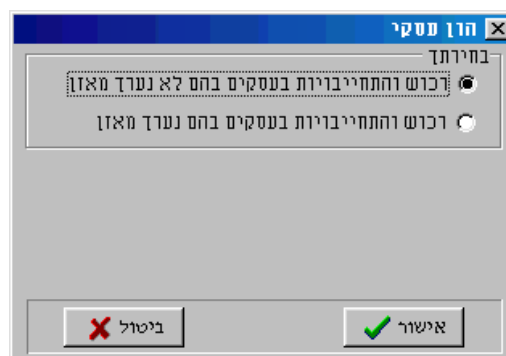 הון עסקי
בחירתך
רכוש והתחייבויות בעסקים בהם לא נערך מאזן
רכוש והתחייבויות בעסקים בהם נערך מאזן
אישור
ביטול